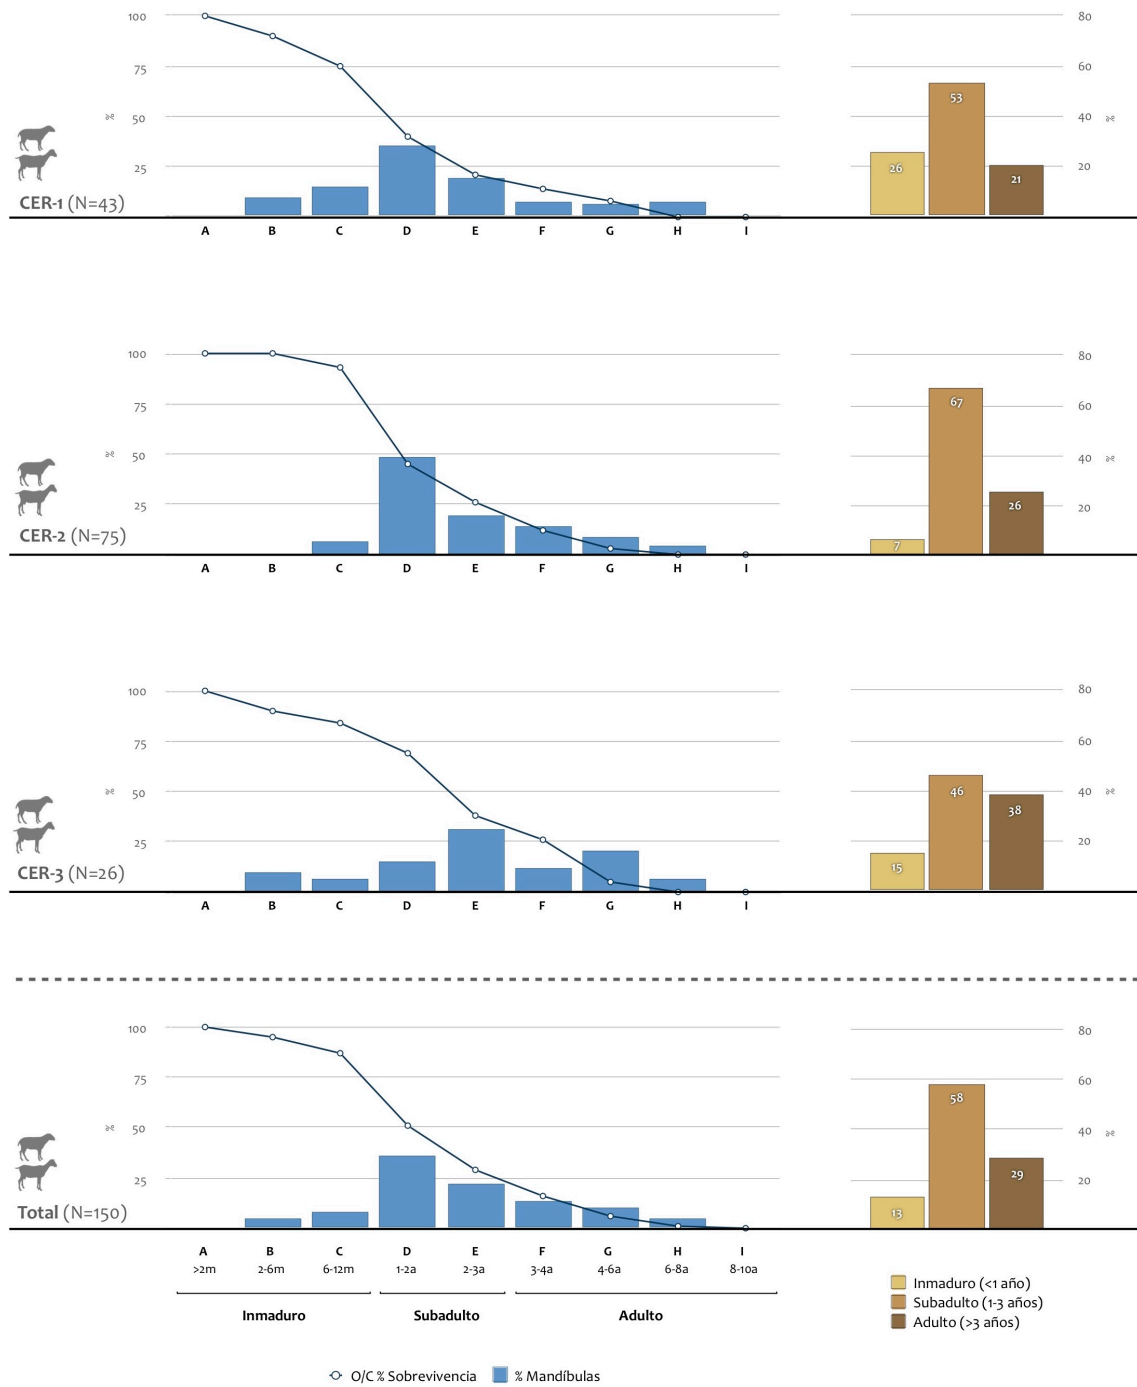 100
75
50
25
%
CER-1 (N=43)
A B C D E F G H I
80
60
40
20
%
26 53 21
100
75
50
25
%
CER-2 (N=75)
A B C D E F G H I
80
60
40
20
%
7 67 26
100
75
50
25
%
CER-3 (N=26)
A B C D E F G H I
80
60
40
20
%
15 46 38
100
75
50
25
%
Total (N=150)
80
60
40
20
%
13 58 29
A B C D E F G H I
>2m 2-6m 6-12m 1-2a 2-3a 3-4a 4-6a 6-8a 8-10a
Inmaduro Subadulto Adulto
Inmaduro (<1 año)
Subadulto (1-3 años)
Adulto (>3 años)
O/C % Sobrevivencia % Mandíbulas